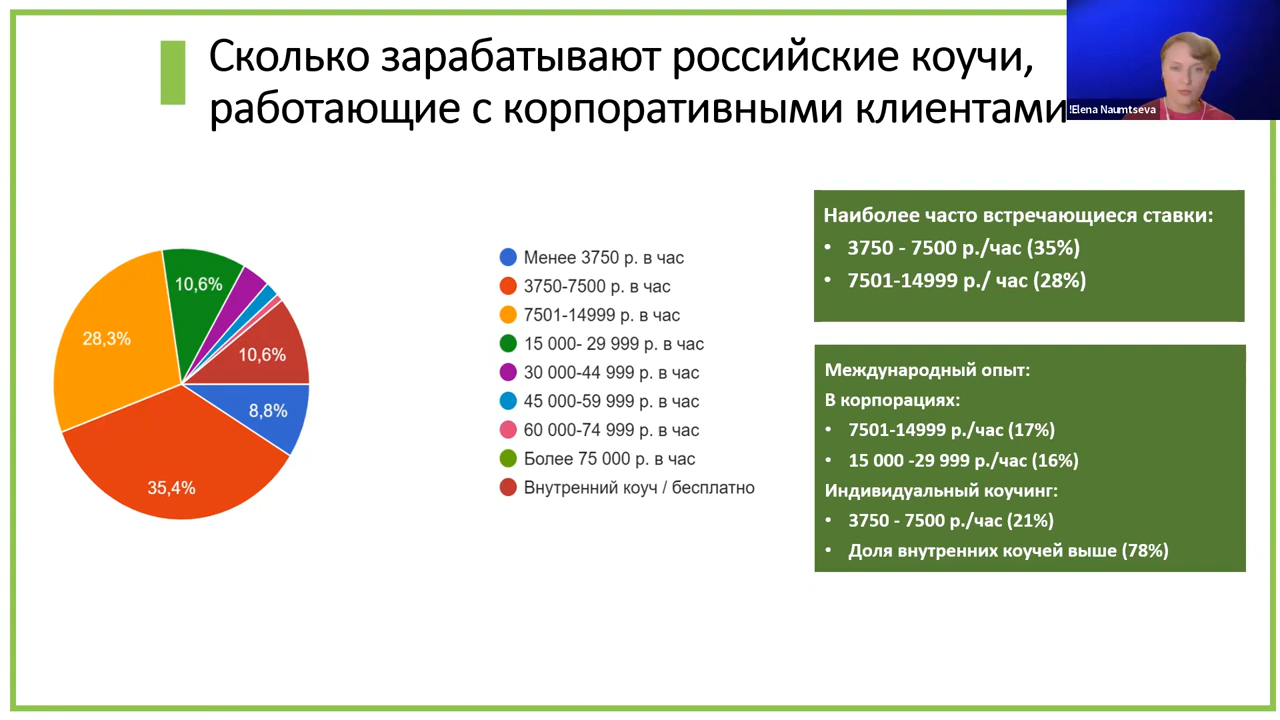 Сколько зарабатывают российские коучи,
работающие с корпоративными клиентами
!Elena Naumtseva
10,6%
28,3%
10,6%
8,8%
35,4%
Менее 3750 р. в час
3750-7500 р. в час
7501-14999 р. в час
15 000- 29 999 р. в час
30 000-44 999 р. в час
45 000-59 999 р. в час
60 000-74 999 р. в час
Более 75 000 р. в час
Внутренний коуч / бесплатно
Наиболее часто встречающиеся ставки:
• 3750 - 7500 р./час (35%)
• 7501-14999 р./ час (28%)
Международный опыт:
В корпорациях:
• 7501-14999 р./час (17%)
• 15 000 -29 999 р./час (16%)
Индивидуальный коучинг:
• 3750 - 7500 р./час (21%)
• Доля внутренних коучей выше (78%)